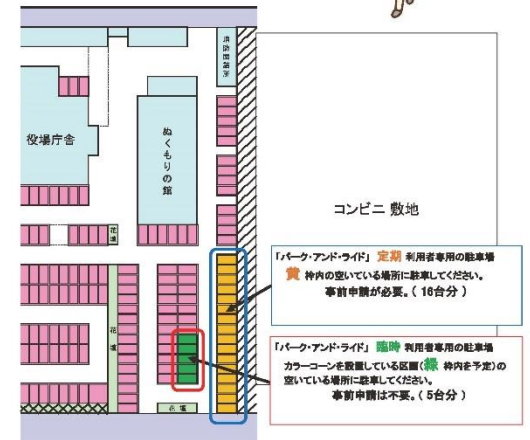 役場庁舎
ぬくもりの館
花壇
花壇
花壇
コンビニ 敷地
「パーク・アンド・ライド」 定期 利用者専用の駐車場
黄 枠内の空いている場所に駐車してください。
事前申請が必要。( 16台分 )
「パーク・アンド・ライド」 臨時 利用者専用の駐車場
カラーコーンを設置している区画(緑 枠内を予定)の
空いている場所に駐車してください。
事前申請は不要。( 5台分 )